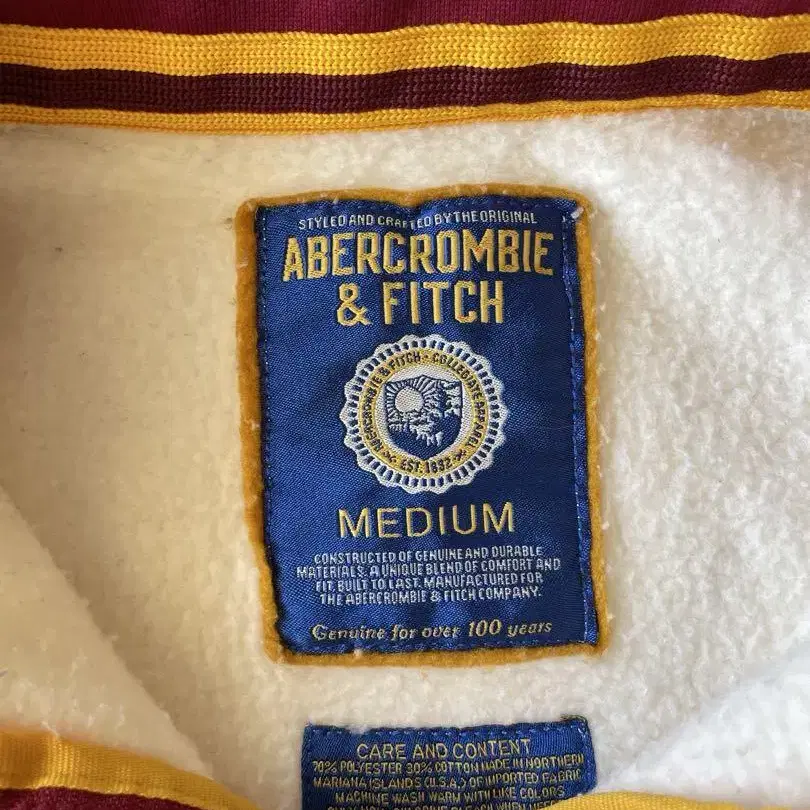 STYLED AND CRAFTED BY THE ORIGINAL
ABERCROMBIE
& FITCH
ABERCROMBIE & FITCH - COLLEGIATE APPAREL
EST. 1892
MEDIUM
CONSTRUCTED OF GENUINE AND DURABLE
MATERIALS. A UNIQUE BLEND OF COMFORT AND
FIT. BUILT TO LAST. MANUFACTURED FOR
THE ABERCROMBIE & FITCH COMPANY.
Genuine for over 100 years
CARE AND CONTENT
70% POLYESTER 30% COTTON MADE IN NORTHERN
MARIANA ISLANDS (U.S.A.) OF IMPORTED FABRIC
MACHINE WASH WARM WITH LIKE COLORS